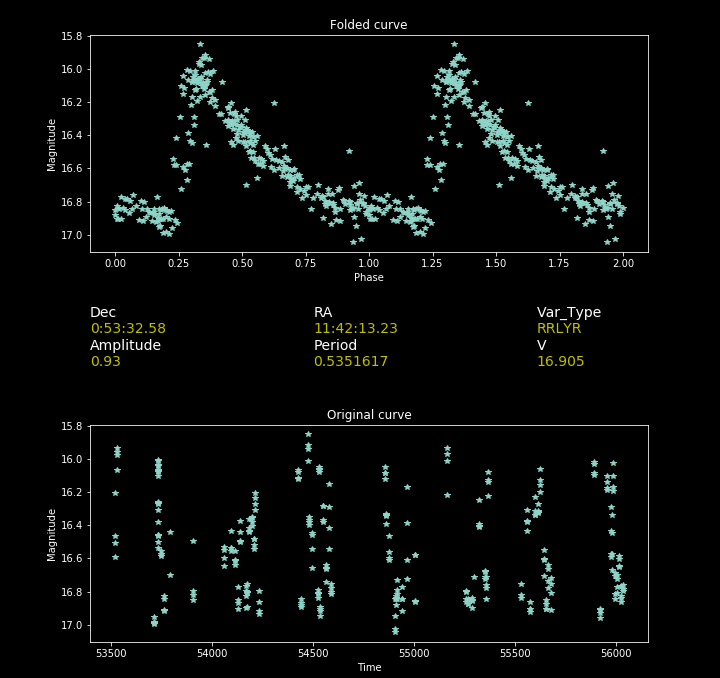 Folded curve
15.8
16.0
16.2
16.4
16.6
16.8
17.0
Magnitude
0.00 0.25 0.50 0.75 1.00 1.25 1.50 1.75 2.00
Phase
Dec RA Var_Type
0:53:32.58 11:42:13.23 RRLYR
Amplitude Period V
0.93 0.5351617 16.905
Original curve
15.8
16.0
16.2
16.4
16.6
16.8
17.0
Magnitude
53500 54000 54500 55000 55500 56000
Time